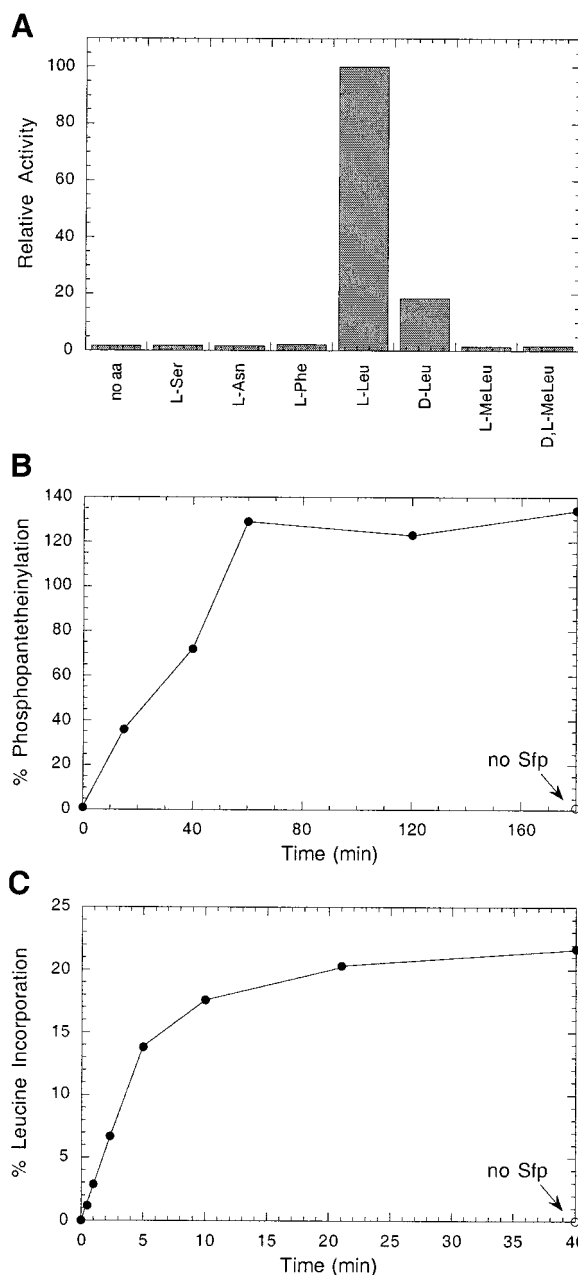 A
Relative Activity
100
80
60
40
20
0
no aa
L-Ser
L-Asn
L-Phe
L-Leu
D-Leu
L-MeLeu
D,L-MeLeu
B
% Phosphopantetheinylation
140
120
100
80
60
40
20
0
no Sfp
0 40 80 120 160
Time (min)
C
% Leucine Incorporation
25
20
15
10
5
0
no Sfp
0 5 10 15 20 25 30 35 40
Time (min)